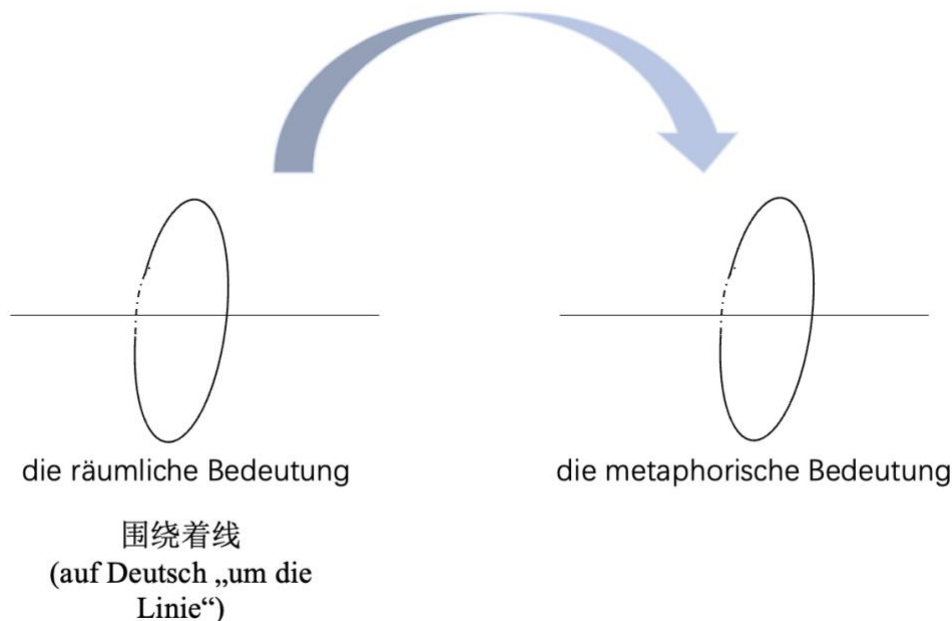 die räumliche Bedeutung
die metaphorische Bedeutung
围绕着线
(auf Deutsch „um die
Linie“)